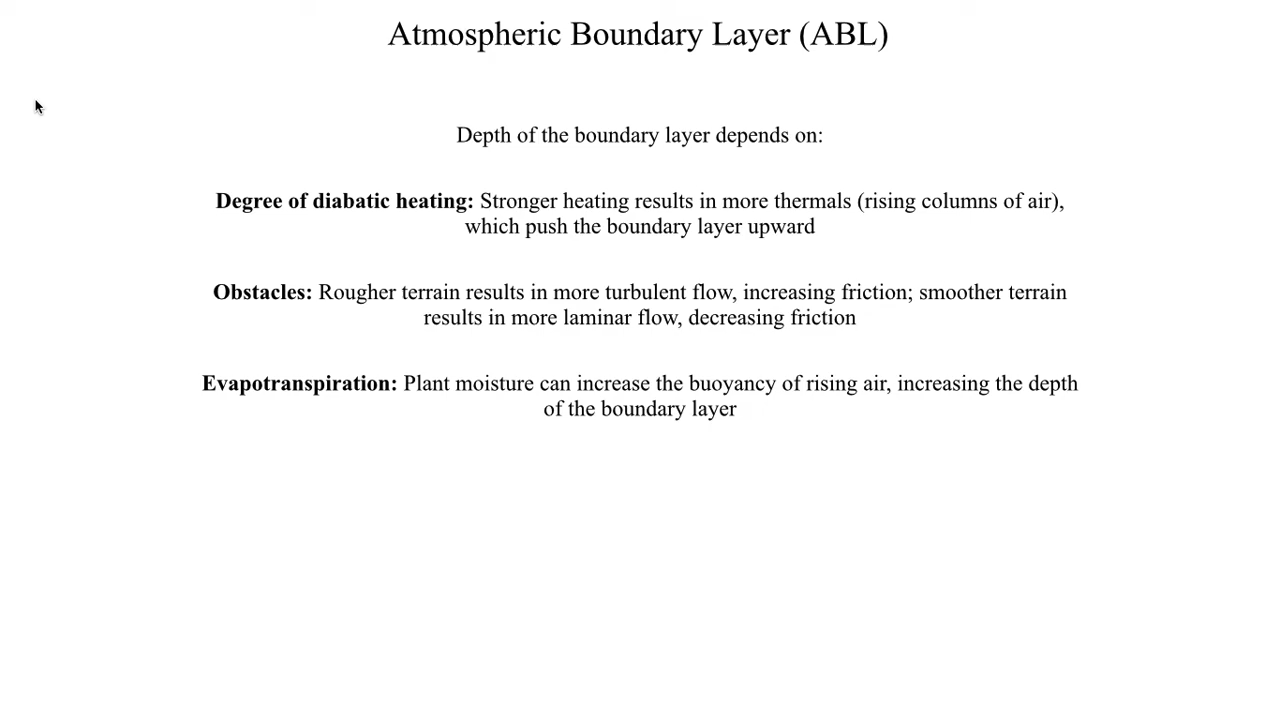 Atmospheric Boundary Layer (ABL)
Depth of the boundary layer depends on:
Degree of diabatic heating: Stronger heating results in more thermals (rising columns of air),
which push the boundary layer upward
Obstacles: Rougher terrain results in more turbulent flow, increasing friction; smoother terrain
results in more laminar flow, decreasing friction
Evapotranspiration: Plant moisture can increase the buoyancy of rising air, increasing the depth
of the boundary layer